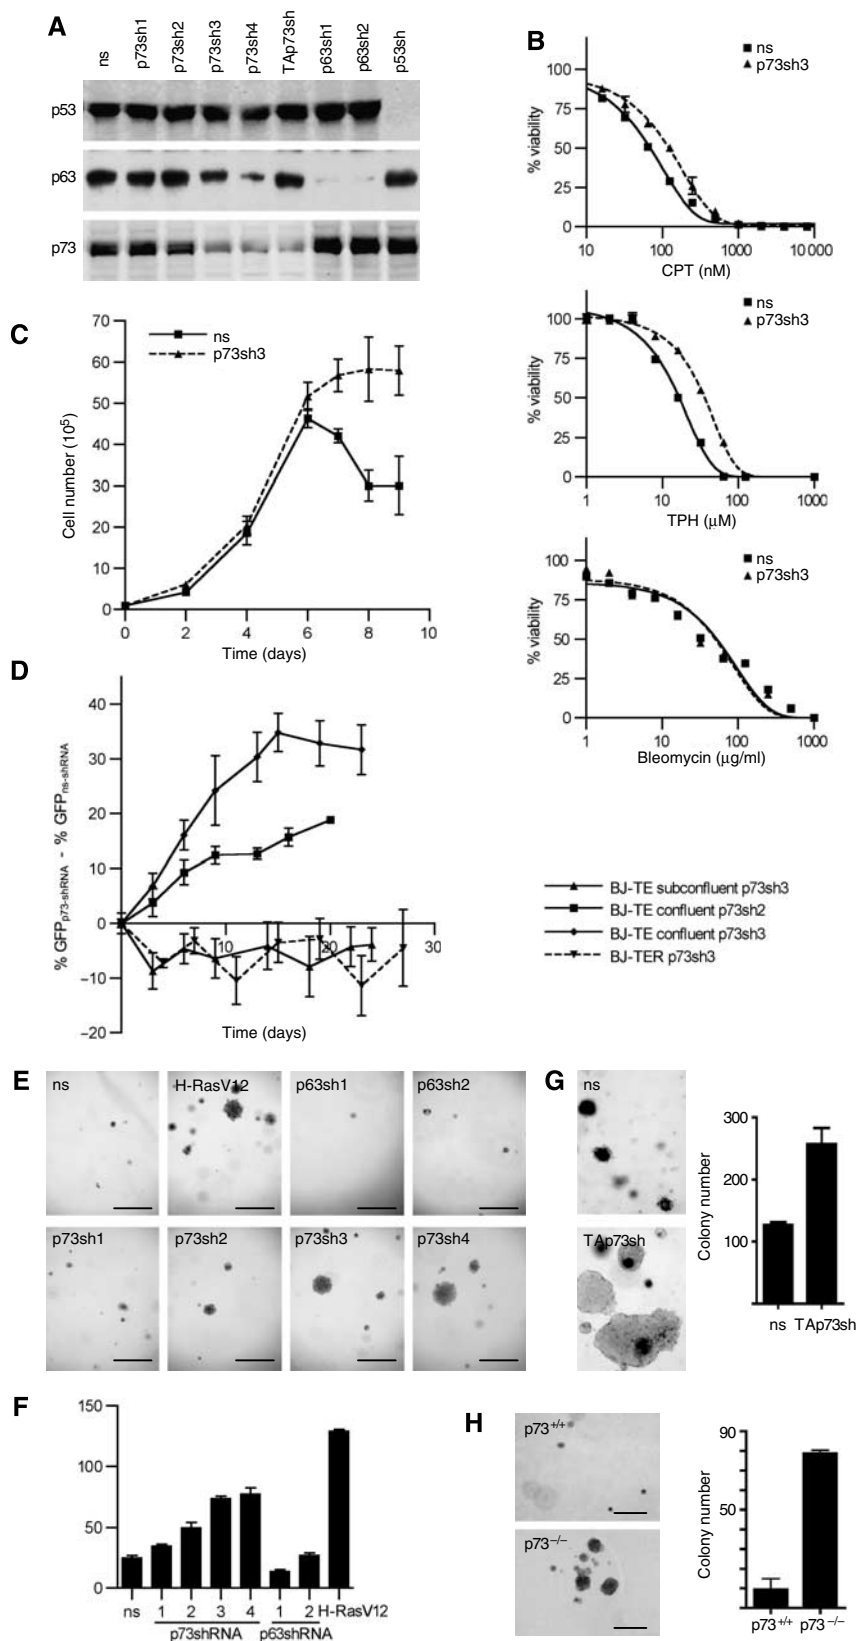 A
ns
p73sh1
p73sh2
p73sh3
p73sh4
TAp73sh
p63sh1
p63sh2
p53sh
p53
p63
p73
B
ns
p73sh3
% viability
100
75
50
25
0
10
100
1000
10 000
CPT (nM)
ns
p73sh3
% viability
100
75
50
25
0
1
10
100
1000
TPH (μM)
ns
p73sh3
% viability
100
75
50
25
0
1
10
100
1000
Bleomycin (μg/ml)
C
ns
p73sh3
Cell number (10⁵)
70
60
50
40
30
20
10
0
0
2
4
6
8
10
Time (days)
D
% GFPp73-shRNA - % GFPns-shRNA
40
30
20
10
0
−10
−20
10
20
30
Time (days)
BJ-TE subconfluent p73sh3
BJ-TE confluent p73sh2
BJ-TE confluent p73sh3
BJ-TER p73sh3
E
ns
H-RasV12
p63sh1
p63sh2
p73sh1
p73sh2
p73sh3
p73sh4
F
150
100
50
0
ns
1
2
3
4
1
2
H-RasV12
p73shRNA
p63shRNA
G
ns
TAp73sh
Colony number
300
200
100
ns
TAp73sh
H
p73+/+
p73−/−
Colony number
90
50
p73+/+
p73−/−